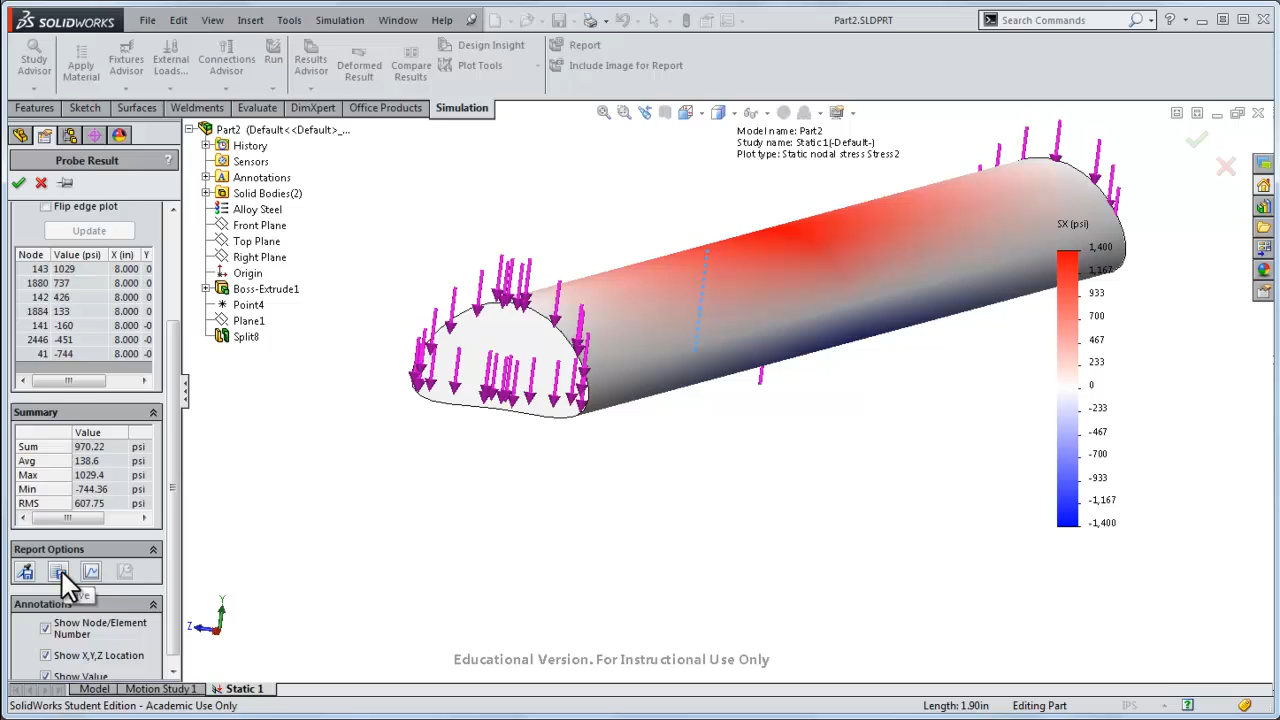 SOLIDWORKS File Edit View Insert Tools Simulation Window Help Part2.SLDPRT Search Commands ?
Study Advisor Apply Material Fixtures Advisor External Loads... Connections Advisor Run Results Advisor Deformed Result Compare Results Design Insight Plot Tools Report Include Image for Report
Features Sketch Surfaces Weldments Evaluate DimXpert Office Products Simulation
Probe Result ?
Flip edge plot
Update
Node Value (psi) X (in) Y
143 1029 8.000 0
1880 737 8.000 0
142 426 8.000 0
1884 133 8.000 0
141 -160 8.000 -0
2446 -451 8.000 -0
41 -744 8.000 -0
Summary
Value
Sum 970.22 psi
Avg 138.6 psi
Max 1029.4 psi
Min -744.36 psi
RMS 607.75 psi
Report Options
Annotations
Show Node/Element
Number
Show X,Y,Z Location
Show Value
Part2 (Default<<Default>_...
History
Sensors
Annotations
Solid Bodies(2)
Alloy Steel
Front Plane
Top Plane
Right Plane
Origin
Boss-Extrude1
Point4
Plane1
Split8
Model name: Part2
Study name: Static 1(-Default-)
Plot type: Static nodal stress Stress2
SX (psi)
1,400
1,167
933
700
467
233
0
-233
-467
-700
-933
-1,167
-1,400
Y
Z
Educational Version. For Instructional Use Only
Model Motion Study 1 Static 1
SolidWorks Student Edition - Academic Use Only Length: 1.90in Editing Part IPS ?